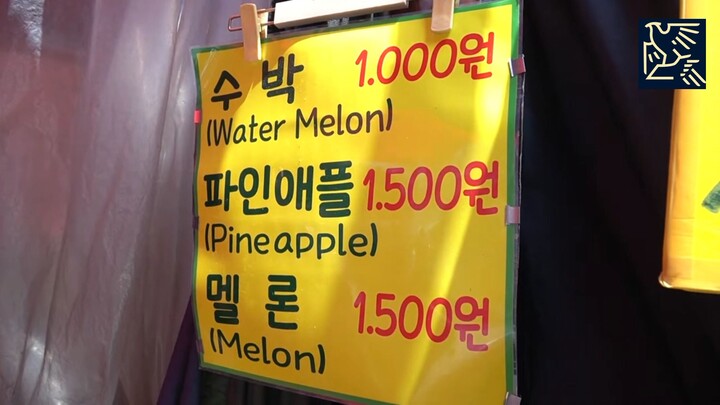 수 박 1.000원
(Water Melon)
파인애플 1.500원
(Pineapple)
멜 론 1.500원
(Melon)